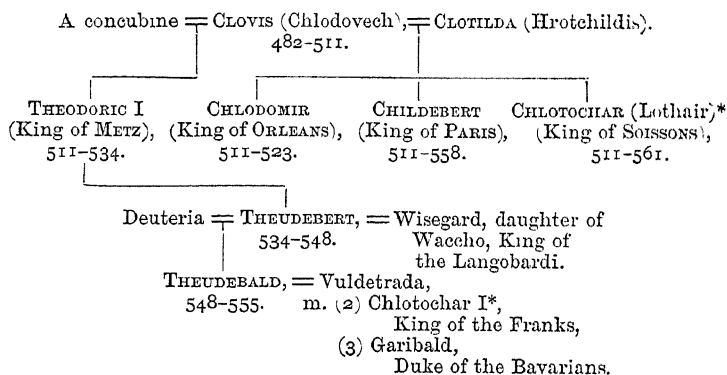 A concubine = CLOVIS (Chlodovech), = CLOTILDA (Hrotchildis).
482-511.
THEODORIC I CHLODOMIR CHILDEBERT CHLOTOCHAR (Lothair)*
(King of METZ), (King of ORLEANS), (King of PARIS), (King of SOISSONS),
511-534. 511-523. 511-558. 511-561.
Deuteria = THEUDEBERT, = Wisegard, daughter of
534-548. Waccho, King of
the Langobardi.
THEUDEBALD, = Vuldetrada,
548-555. m. (2) Chlotochar I*,
King of the Franks,
(3) Garibald,
Duke of the Bavarians.